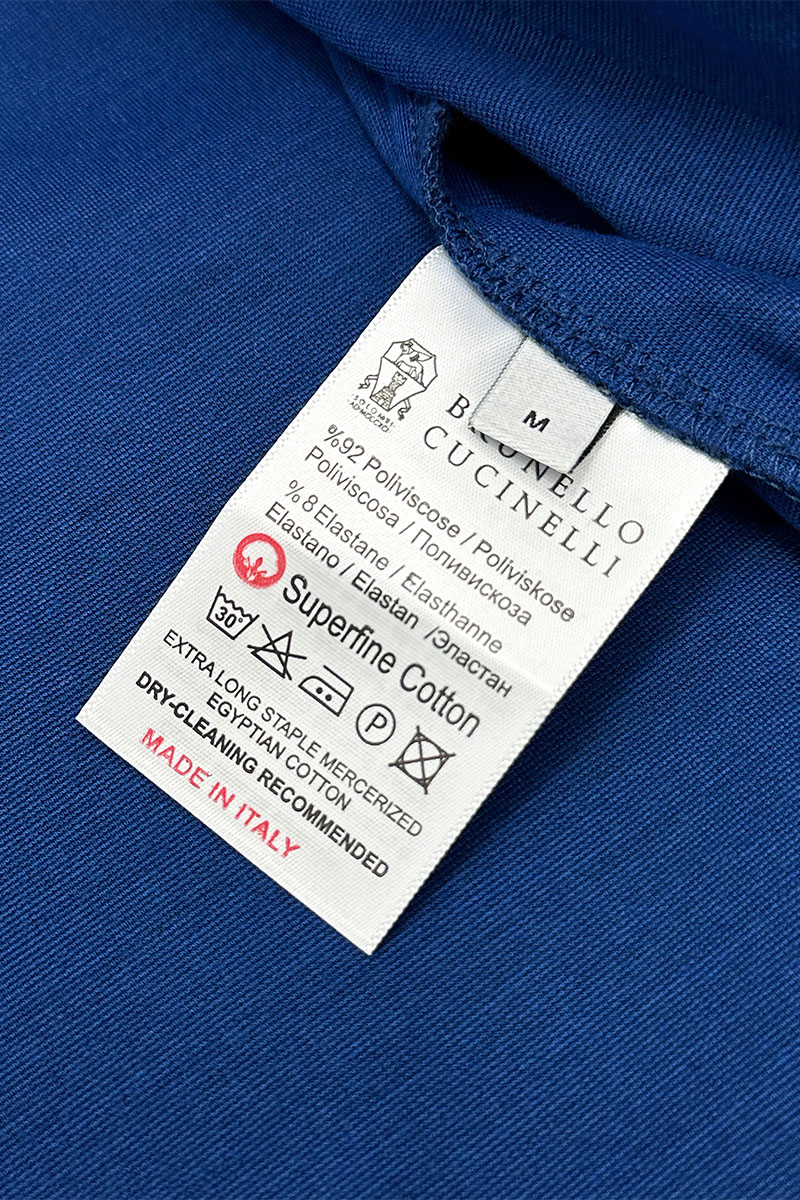 SOLOMEI
M
BRUNELLO
CUCINELLI
%92 Poliviscose / Poliviskose
Poliviscosa / Поливискоза
% 8 Elastane / Elasthanne
Elastano / Elastan /Эластан
Superfine Cotton
30°
P
EXTRA LONG STAPLE MERCERIZED
EGYPTIAN COTTON
DRY-CLEANING RECOMMENDED
MADE IN ITALY